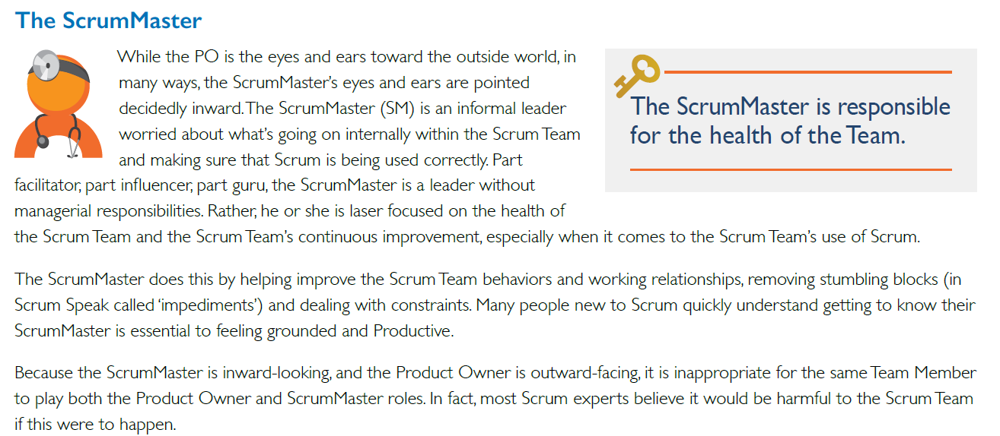 The ScrumMaster
While the PO is the eyes and ears toward the outside world, in
many ways, the ScrumMaster's eyes and ears are pointed
decidedly inward. The ScrumMaster (SM) is an informal leader
worried about what's going on internally within the Scrum Team
and making sure that Scrum is being used correctly. Part
facilitator, part influencer, part guru, the ScrumMaster is a leader without
managerial responsibilities. Rather, he or she is laser focused on the health of
the Scrum Team and the Scrum Team's continuous improvement, especially when it comes to the Scrum Team's use of Scrum.
The ScrumMaster is responsible
for the health of the Team.
The ScrumMaster does this by helping improve the Scrum Team behaviors and working relationships, removing stumbling blocks (in
Scrum Speak called 'impediments') and dealing with constraints. Many people new to Scrum quickly understand getting to know their
ScrumMaster is essential to feeling grounded and Productive.
Because the ScrumMaster is inward-looking, and the Product Owner is outward-facing, it is inappropriate for the same Team Member
to play both the Product Owner and ScrumMaster roles. In fact, most Scrum experts believe it would be harmful to the Scrum Team
if this were to happen.